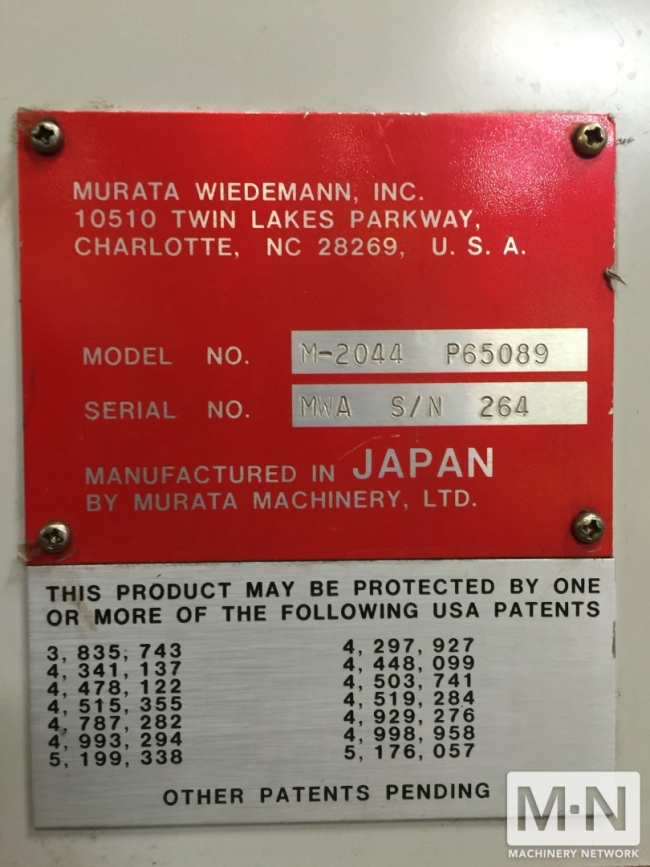 MURATA WIEDEMANN, INC.
10510 TWIN LAKES PARKWAY,
CHARLOTTE, NC 28269, U. S. A.
MODEL NO. M-2044 P65089
SERIAL NO. MWA S/N 264
MANUFACTURED IN JAPAN
BY MURATA MACHINERY, LTD.
THIS PRODUCT MAY BE PROTECTED BY ONE
OR MORE OF THE FOLLOWING USA PATENTS
3, 835, 743 4, 297, 927
4, 341, 137 4, 448, 099
4, 478, 122 4, 503, 741
4, 515, 355 4, 519, 284
4, 787, 282 4, 929, 276
4, 993, 294 4, 998, 958
5, 199, 338 5, 176, 057
OTHER PATENTS PENDING
M·N
MACHINERY NETWORK